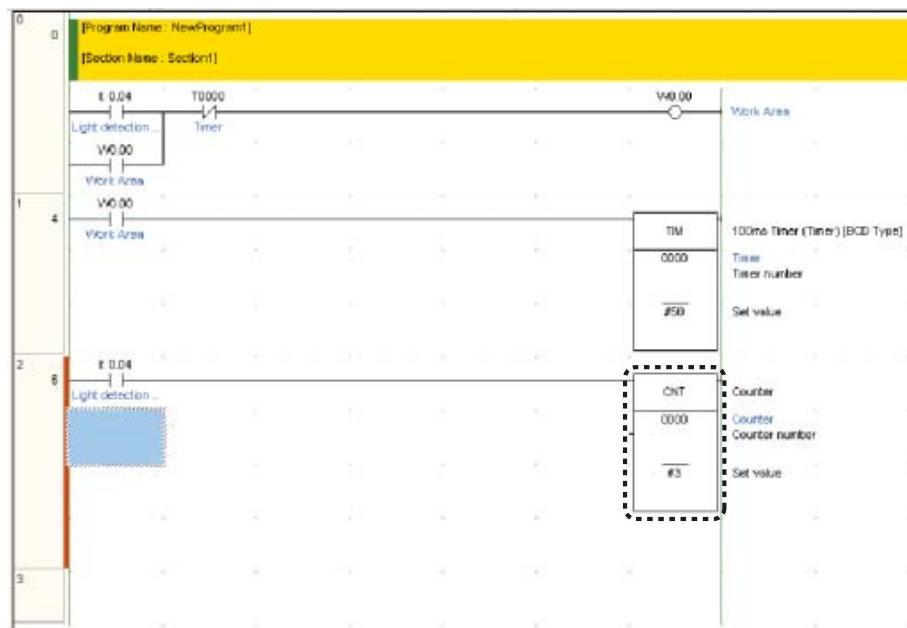 0
0
[Program Name : NewProgram1]
[Section Name : Section1]
I: 0.04 T0000 W0.00
Light detection... Timer Work Area
W0.00
Work Area
1
4
W0.00
Work Area
TIM 100ms Timer (Timer) [BCD Type]
0000 Timer
Timer number
#50 Set value
2
6
I: 0.04
Light detection...
CNT Counter
0000 Counter
Counter number
#3 Set value
3